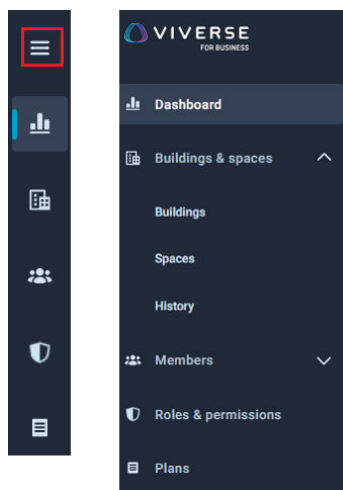 VIVERSE
FOR BUSINESS
Dashboard
Buildings & spaces
Buildings
Spaces
History
Members
Roles & permissions
Plans